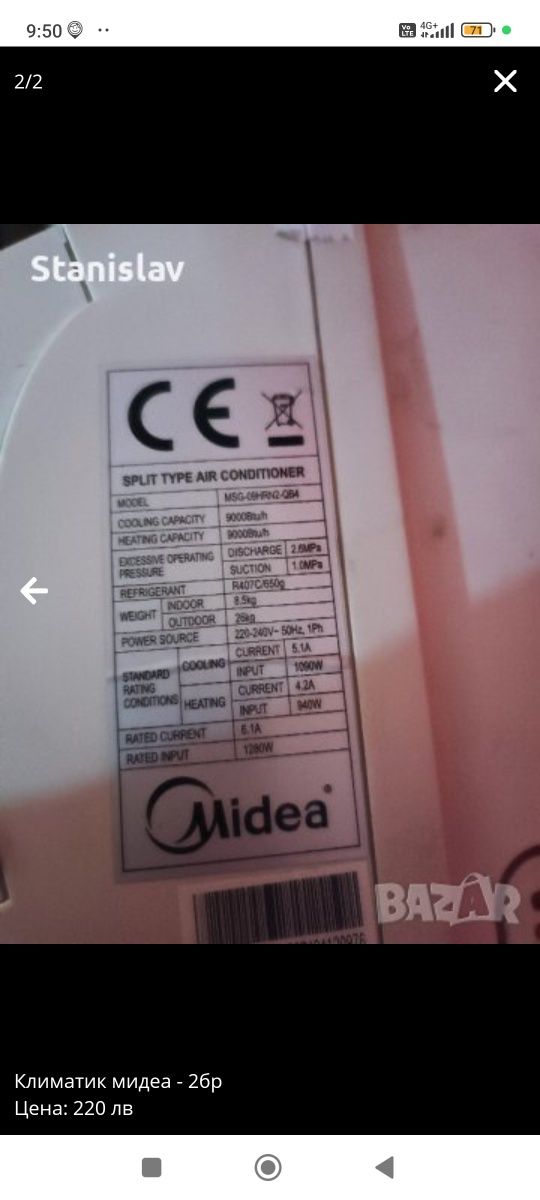 9:50
Vo LTE 4G+ 71
2/2
Stanislav
CE
SPLIT TYPE AIR CONDITIONER
MODEL MSG-09HRN2-QB4
COOLING CAPACITY 9000Btu/h
HEATING CAPACITY 9000Btu/h
EXCESSIVE OPERATING PRESSURE DISCHARGE 2.6MPa
SUCTION 1.0MPa
REFRIGERANT R407C/650g
WEIGHT INDOOR 8.5kg
OUTDOOR 26kg
POWER SOURCE 220-240V~ 50Hz, 1Ph
STANDARD RATING CONDITIONS COOLING CURRENT 5.1A
INPUT 1090W
HEATING CURRENT 4.2A
INPUT 940W
RATED CURRENT 6.1A
RATED INPUT 1280W
Midea®
BAZAR
Климатик мидеа - 2бр
Цена: 220 лв